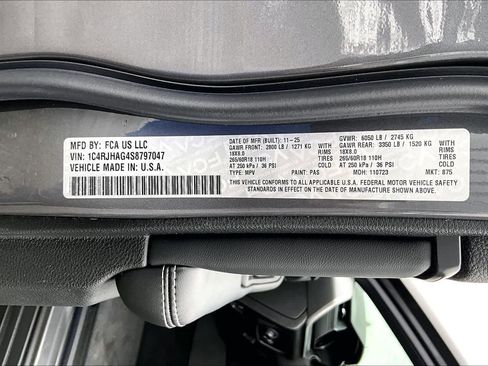 MFD BY: FCA US LLC
VIN: 1C4RJHAG4S8797047
VEHICLE MADE IN: U.S.A.
DATE OF MFR (BUILT): 11-25 GVWR: 6050 LB / 2745 KG
GAWR FRONT: 2800 LB / 1271 KG RIMS GAWR REAR: 3350 LB / 1520 KG RIMS
18X8.0 18X8.0
265/60R18 110H TIRES 265/60R18 110H TIRES
AT 250 kPa / 36 PSI COLD AT 250 kPa / 36 PSI COLD
TYPE: MPV PAINT: PAS MDH: 110723 MKT: 875
THIS VEHICLE CONFORMS TO ALL APPLICABLE U.S.A. FEDERAL MOTOR VEHICLE SAFETY
STANDARDS IN EFFECT ON THE DATE OF MANUFACTURE SHOWN ABOVE.